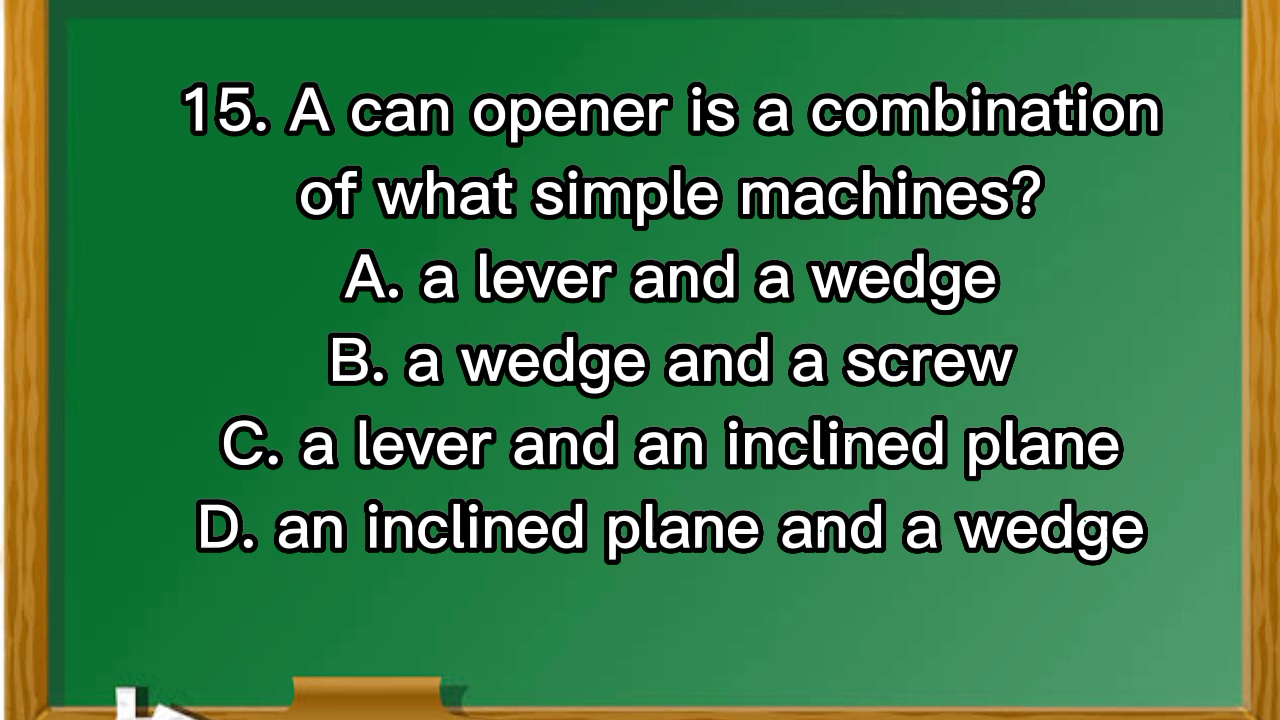 15. A can opener is a combination
of what simple machines?
A. a lever and a wedge
B. a wedge and a screw
C. a lever and an inclined plane
D. an inclined plane and a wedge